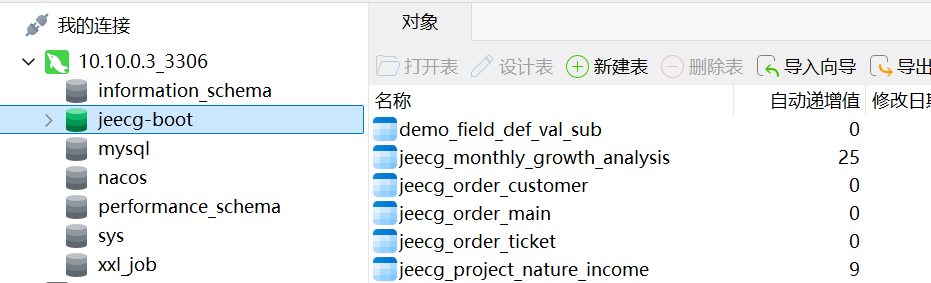 我的连接
10.10.0.3_3306
information_schema
jeecg-boot
mysql
nacos
performance_schema
sys
xxl_job
对象
打开表 设计表 新建表 删除表 导入向导 导出
名称 自动递增值 修改日期
demo_field_def_val_sub 0
jeecg_monthly_growth_analysis 25
jeecg_order_customer 0
jeecg_order_main 0
jeecg_order_ticket 0
jeecg_project_nature_income 9